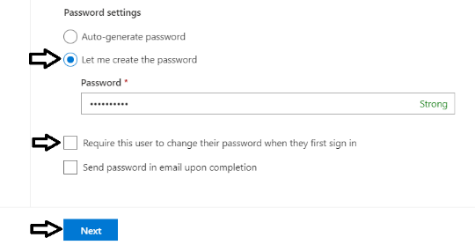 Password settings
Auto-generate password
Let me create the password
Password *
••••••••••
Strong
Require this user to change their password when they first sign in
Send password in email upon completion
Next